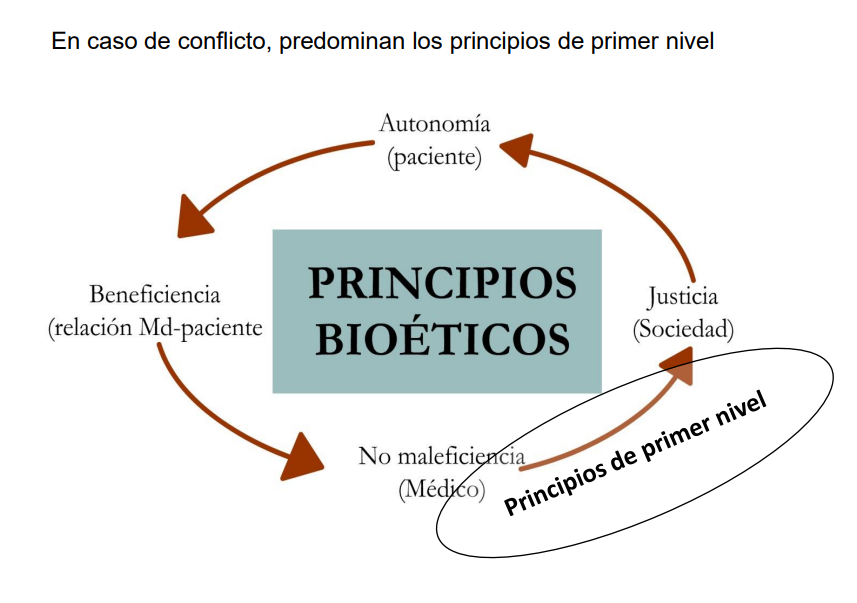 En caso de conflicto, predominan los principios de primer nivel
Autonomía
(paciente)
Beneficiencia
(relación Md-paciente
PRINCIPIOS
BIOÉTICOS
Justicia
(Sociedad)
No maleficiencia
(Médico)
Principios de primer nivel